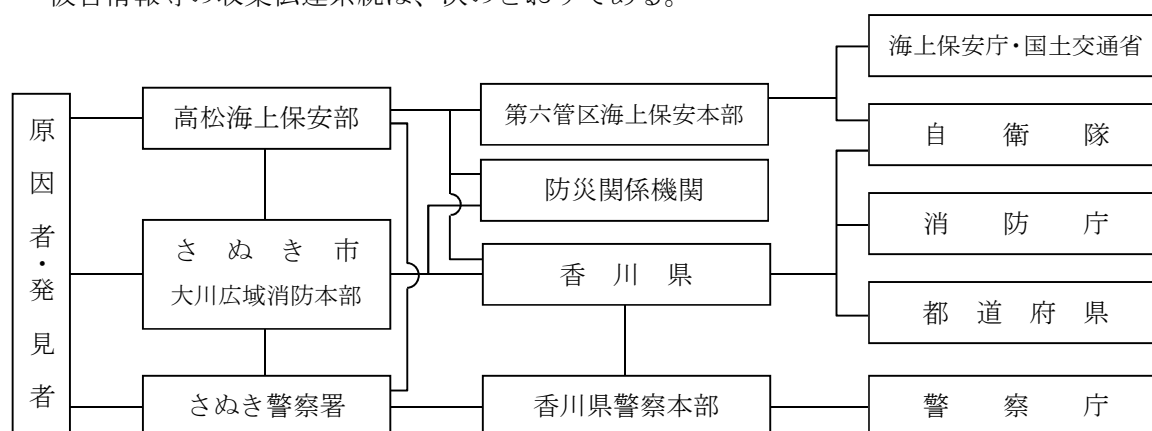 被害情報等の収集伝達系統は、次のとおりである。
原因者・発見者
高松海上保安部
さぬき市
大川広域消防本部
さぬき警察署
第六管区海上保安本部
防災関係機関
香川県
香川県警察本部
海上保安庁・国土交通省
自衛隊
消防庁
都道府県
警察庁